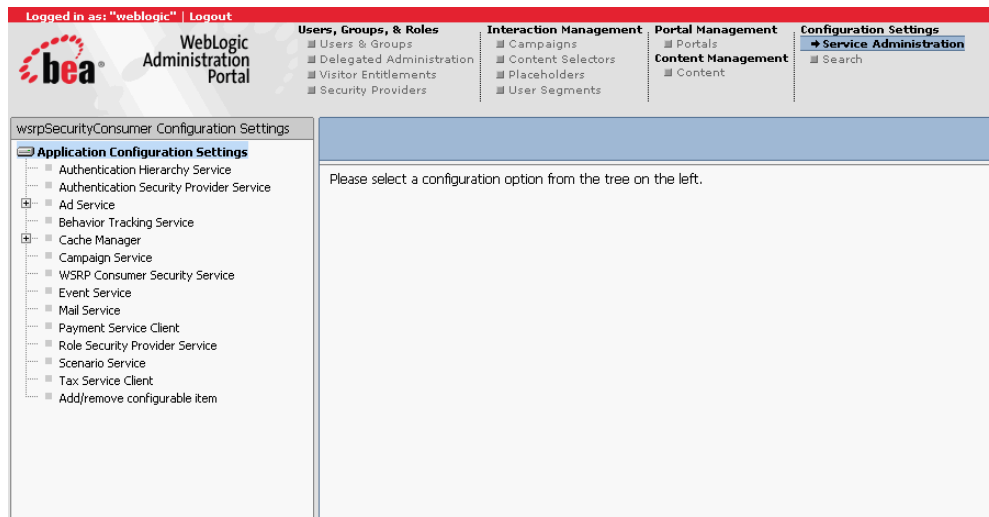 Logged in as: "weblogic" | Logout
bea
WebLogic
Administration
Portal
Users, Groups, & Roles
Users & Groups
Delegated Administration
Visitor Entitlements
Security Providers
Interaction Management
Campaigns
Content Selectors
Placeholders
User Segments
Portal Management
Portals
Content Management
Content
Configuration Settings
Service Administration
Search
wsrpSecurityConsumer Configuration Settings
Application Configuration Settings
Authentication Hierarchy Service
Authentication Security Provider Service
Ad Service
Behavior Tracking Service
Cache Manager
Campaign Service
WSRP Consumer Security Service
Event Service
Mail Service
Payment Service Client
Role Security Provider Service
Scenario Service
Tax Service Client
Add/remove configurable item
Please select a configuration option from the tree on the left.